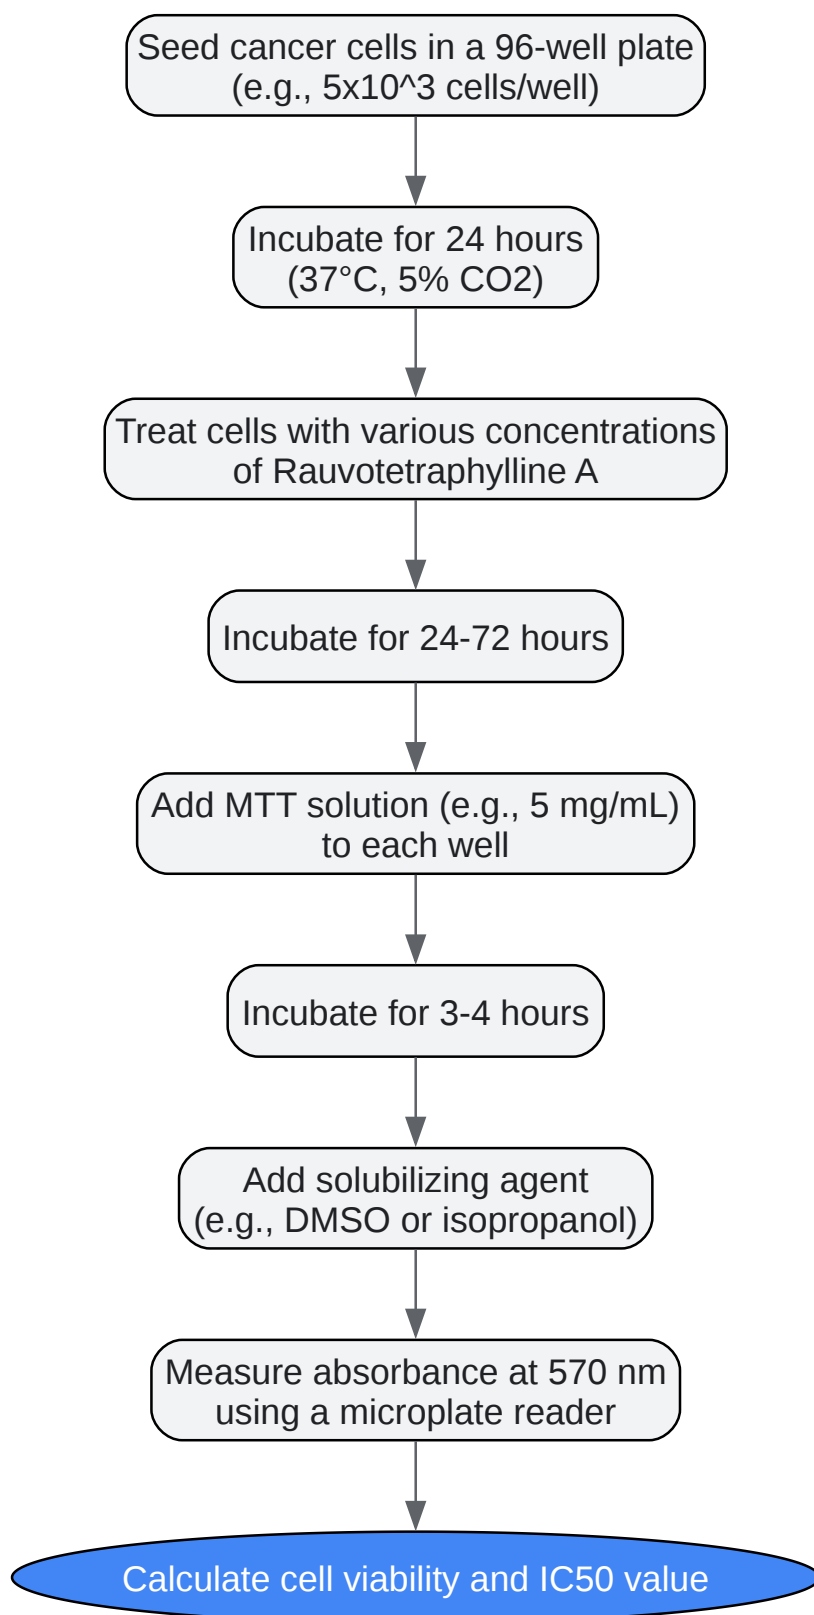 Seed cancer cells in a 96-well plate
(e.g., 5x10^3 cells/well)
Incubate for 24 hours
(37°C, 5% CO2)
Treat cells with various concentrations
of Rauvotetraphylline A
Incubate for 24-72 hours
Add MTT solution (e.g., 5 mg/mL)
to each well
Incubate for 3-4 hours
Add solubilizing agent
(e.g., DMSO or isopropanol)
Measure absorbance at 570 nm
using a microplate reader
Calculate cell viability and IC50 value